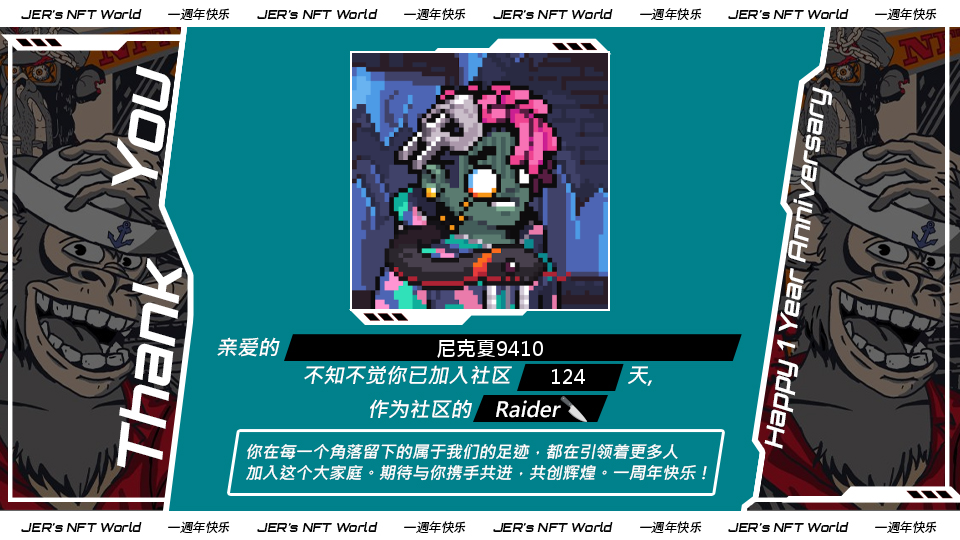 JER's NFT World 一週年快乐 JER's NFT World 一週年快乐 JER's NFT World 一週年快乐 JER's NFT World 一週年快乐
Thank You
Happy 1 Year Anniversary
亲爱的 尼克夏9410
不知不觉你已加入社区 124 天,
作为社区的 Raider🔪
你在每一个角落留下的属于我们的足迹，都在引领着更多人
加入这个大家庭。期待与你携手共进，共创辉煌。一周年快乐！
JER's NFT World 一週年快乐 JER's NFT World 一週年快乐 JER's NFT World 一週年快乐 JER's NFT World 一週年快乐